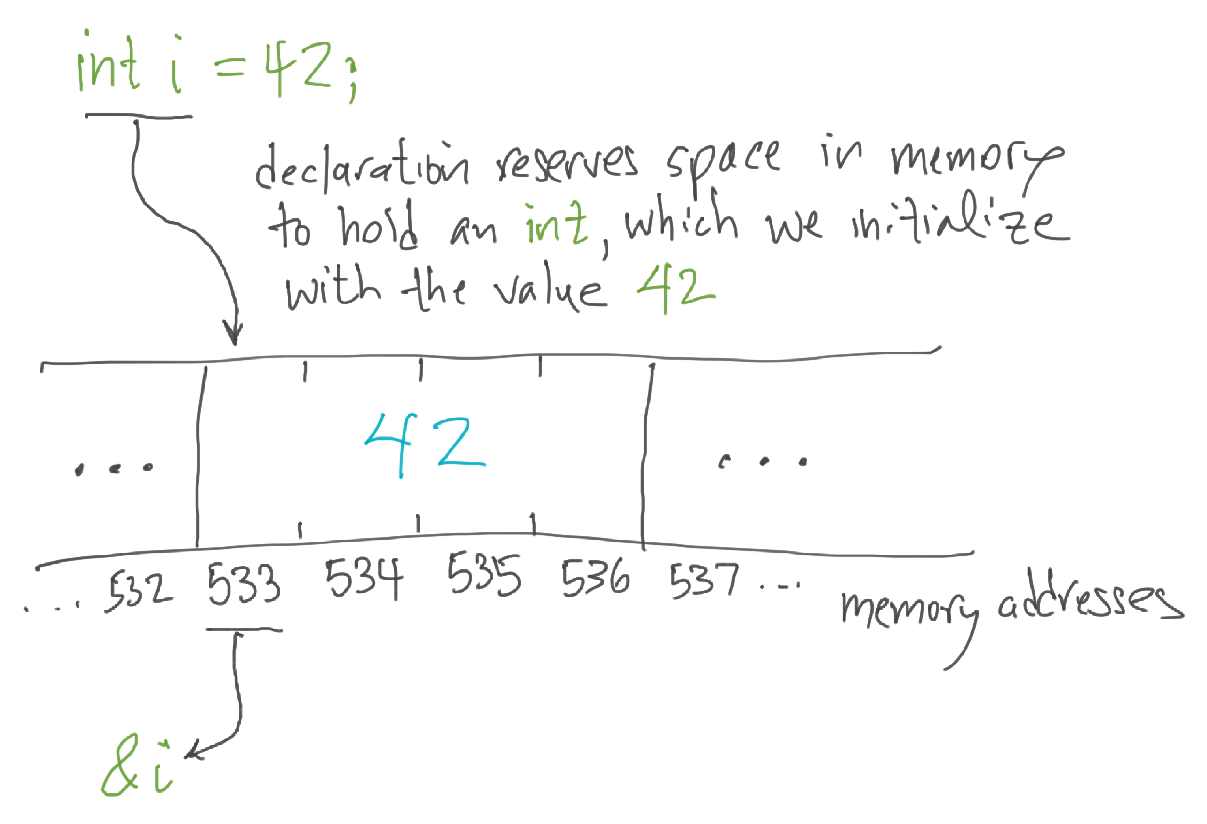 int i = 42;
declaration reserves space in memory
to hold an int, which we initialize
with the value 42
... 42 ...
... 532 533 534 535 536 537 ...
memory addresses
&i